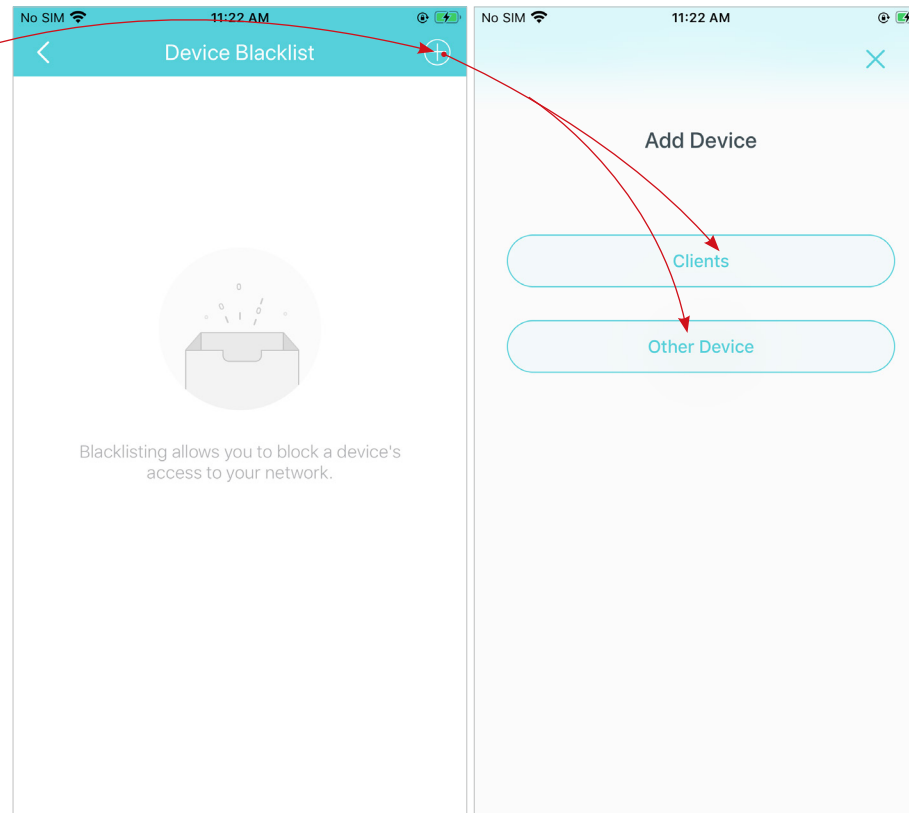 No SIM
11:22 AM
Device Blacklist
Blacklisting allows you to block a device's
access to your network.
No SIM
11:22 AM
Add Device
Clients
Other Device